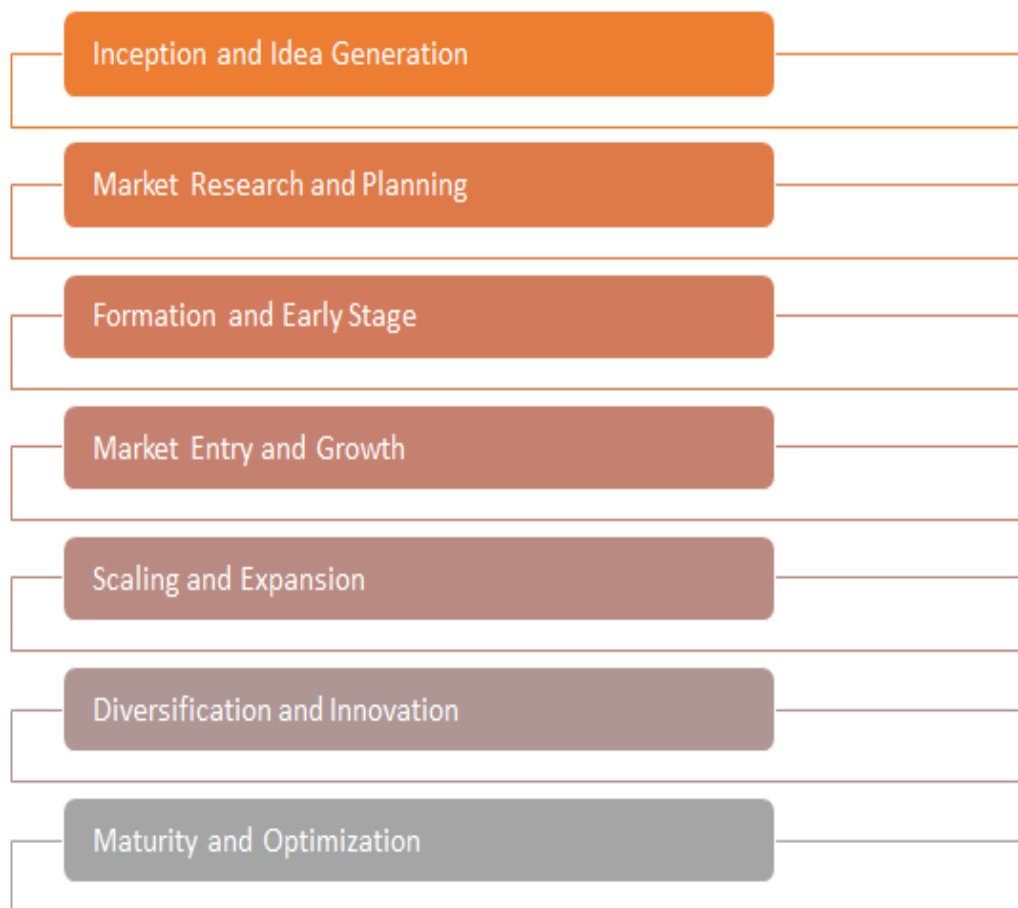 Inception and Idea Generation
Market Research and Planning
Formation and Early Stage
Market Entry and Growth
Scaling and Expansion
Diversification and Innovation
Maturity and Optimization